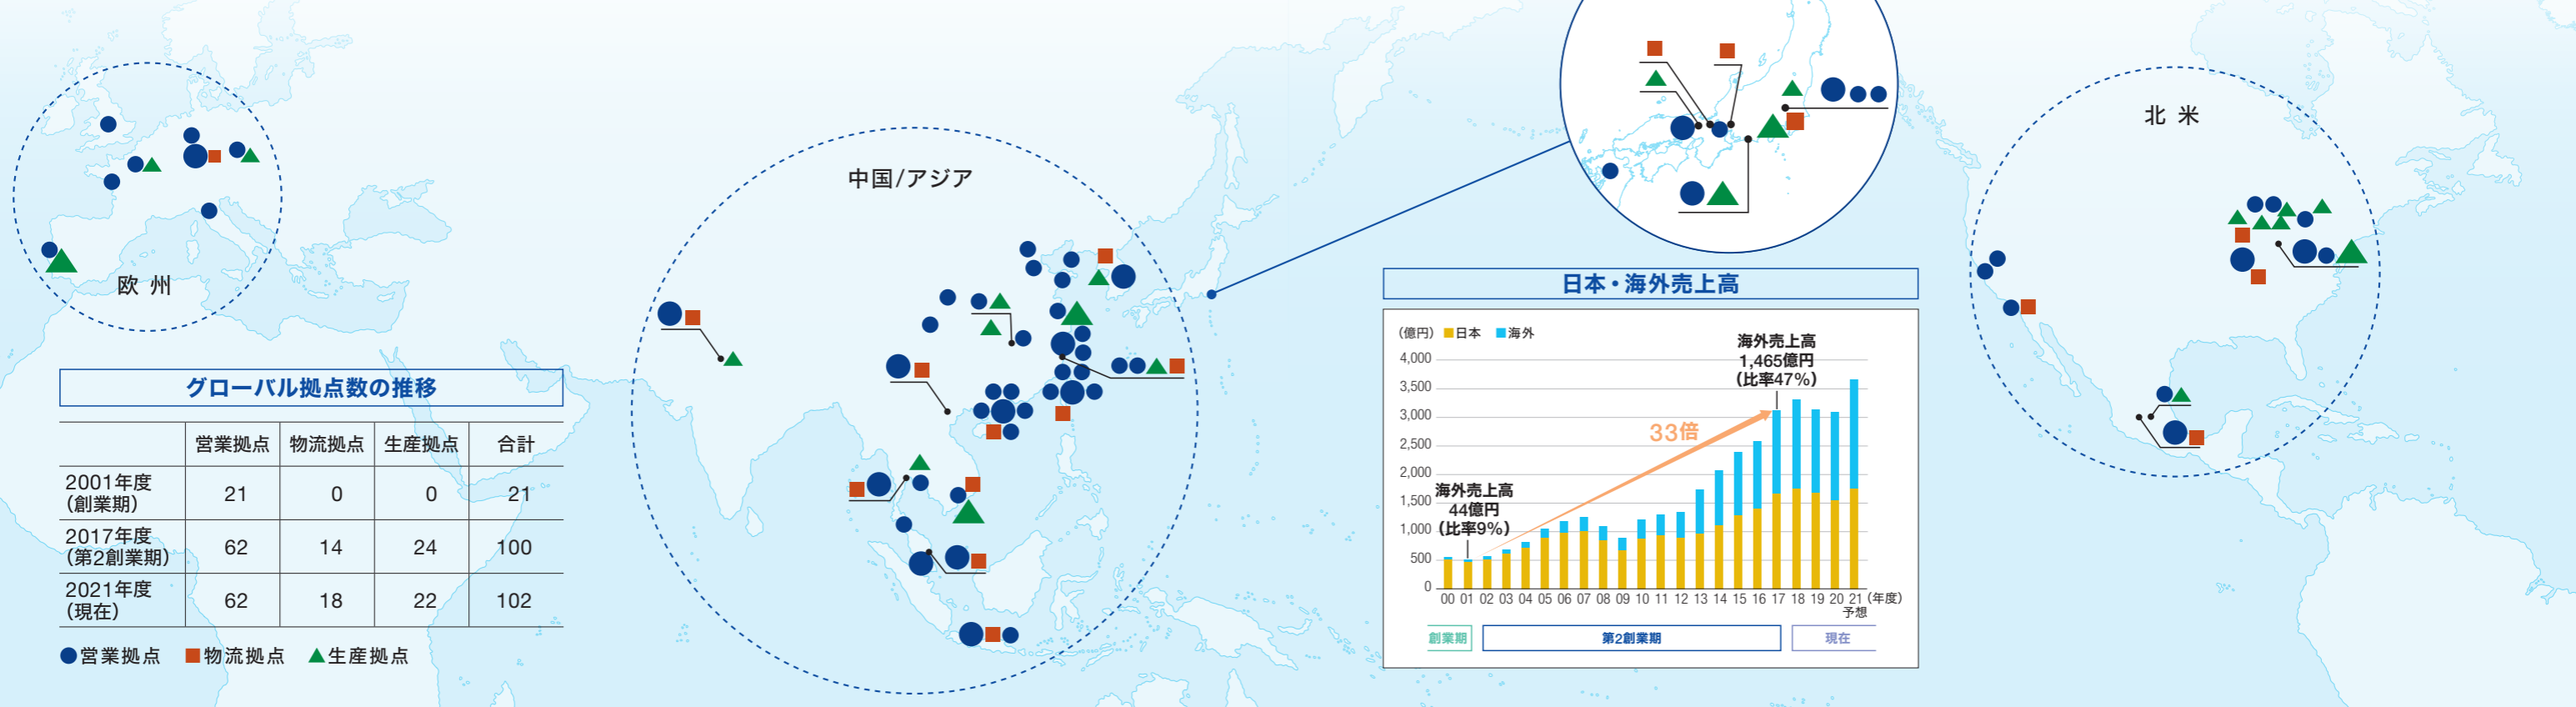 欧 州
グローバル拠点数の推移
営業拠点 物流拠点 生産拠点 合計
2001年度
(創業期)
21 0 0 21
2017年度
(第2創業期)
62 14 24 100
2021年度
(現在)
62 18 22 102
営業拠点 物流拠点 生産拠点
中国/アジア
日本・海外売上高
(億円) 日本 海外
4,000
3,500
3,000
2,500
2,000
1,500
1,000
500
0
海外売上高
1,465億円
(比率47%)
33倍
海外売上高
44億円
(比率9%)
00 01 02 03 04 05 06 07 08 09 10 11 12 13 14 15 16 17 18 19 20 21 (年度)
予想
創業期 第2創業期 現在
北 米